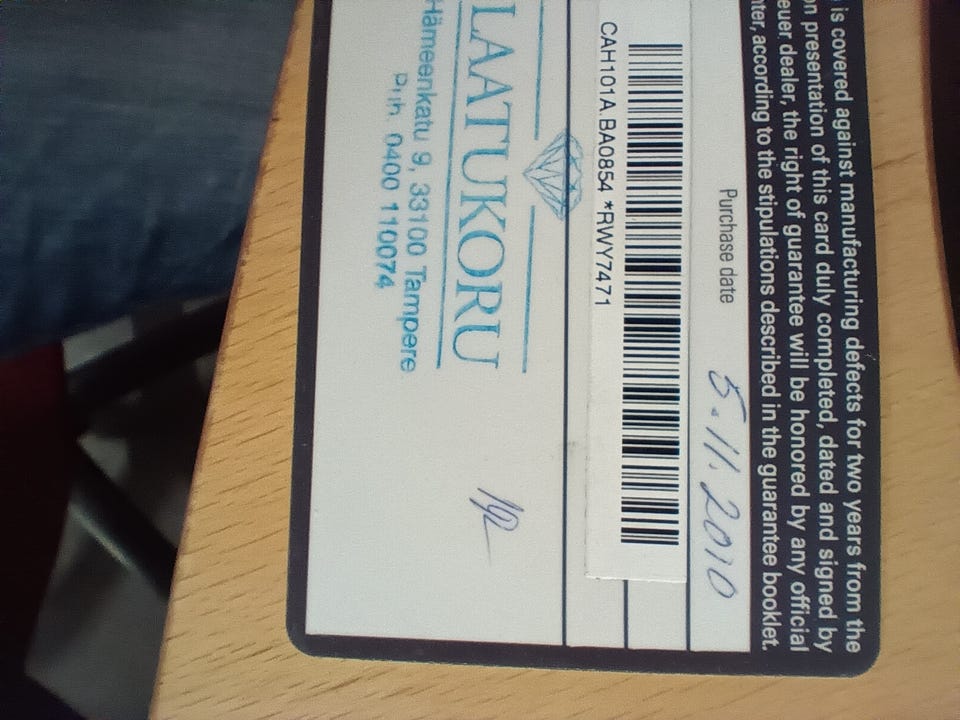 is covered against manufacturing defects for two years from the
on presentation of this card duly completed, dated and signed by
euer dealer, the right of guarantee will be honored by any official
nter, according to the stipulations described in the guarantee booklet.
Purchase date 5.11.2010
CAH101A.BA0854 *RWY7471
LAATUKORU
Hämeenkatu 9, 33100 Tampere
Puh. 0400 110074